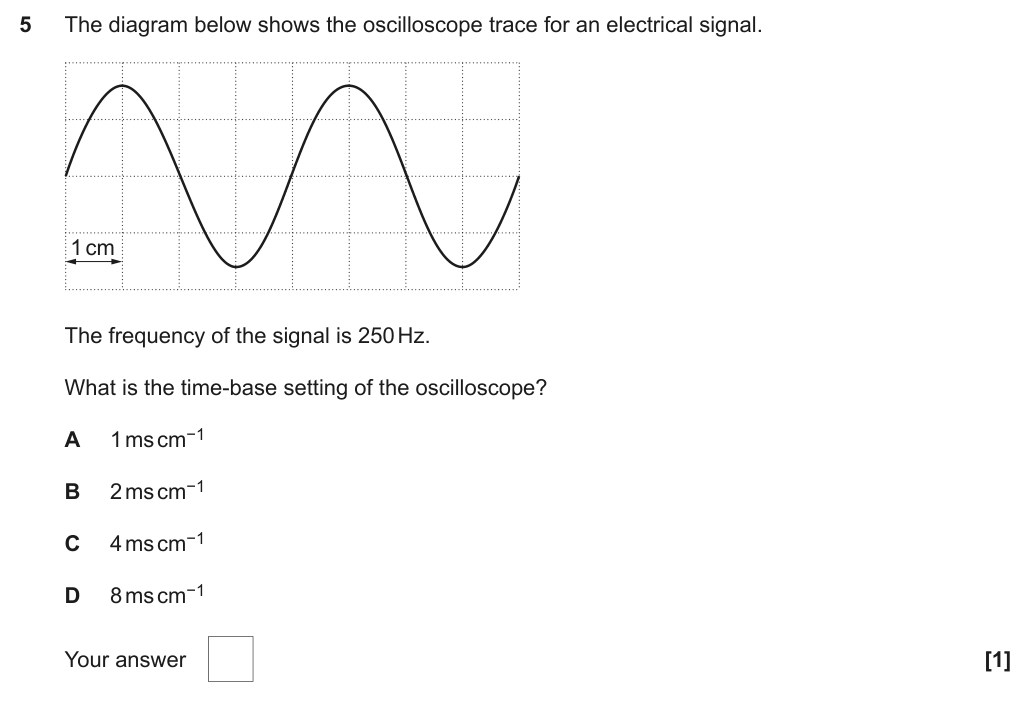 5 The diagram below shows the oscilloscope trace for an electrical signal.
1 cm
The frequency of the signal is 250 Hz.
What is the time-base setting of the oscilloscope?
A 1 ms cm⁻¹
B 2 ms cm⁻¹
C 4 ms cm⁻¹
D 8 ms cm⁻¹
Your answer [1]